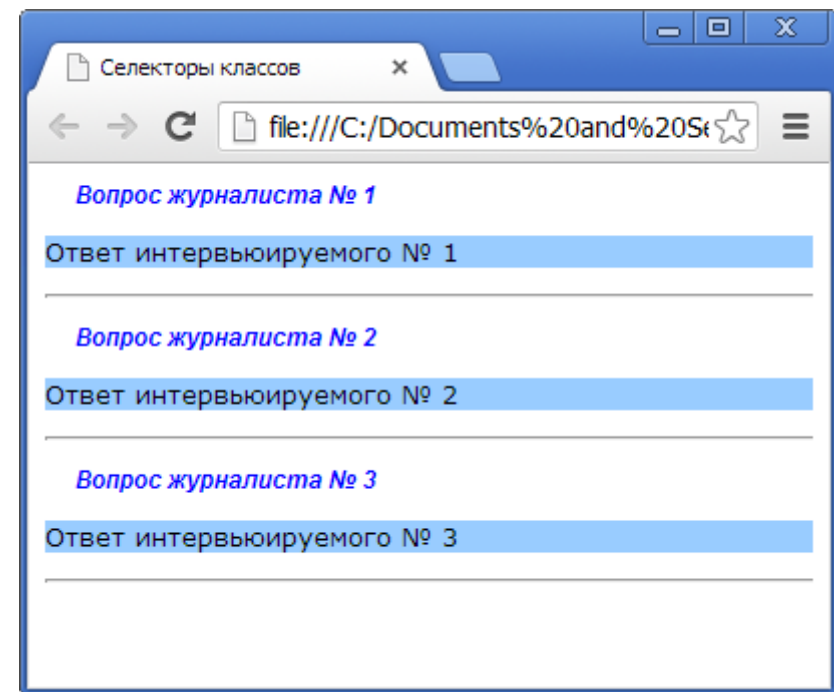 Селекторы классов
file:///C:/Documents%20and%20Se
Вопрос журналиста № 1
Ответ интервьюируемого № 1
Вопрос журналиста № 2
Ответ интервьюируемого № 2
Вопрос журналиста № 3
Ответ интервьюируемого № 3